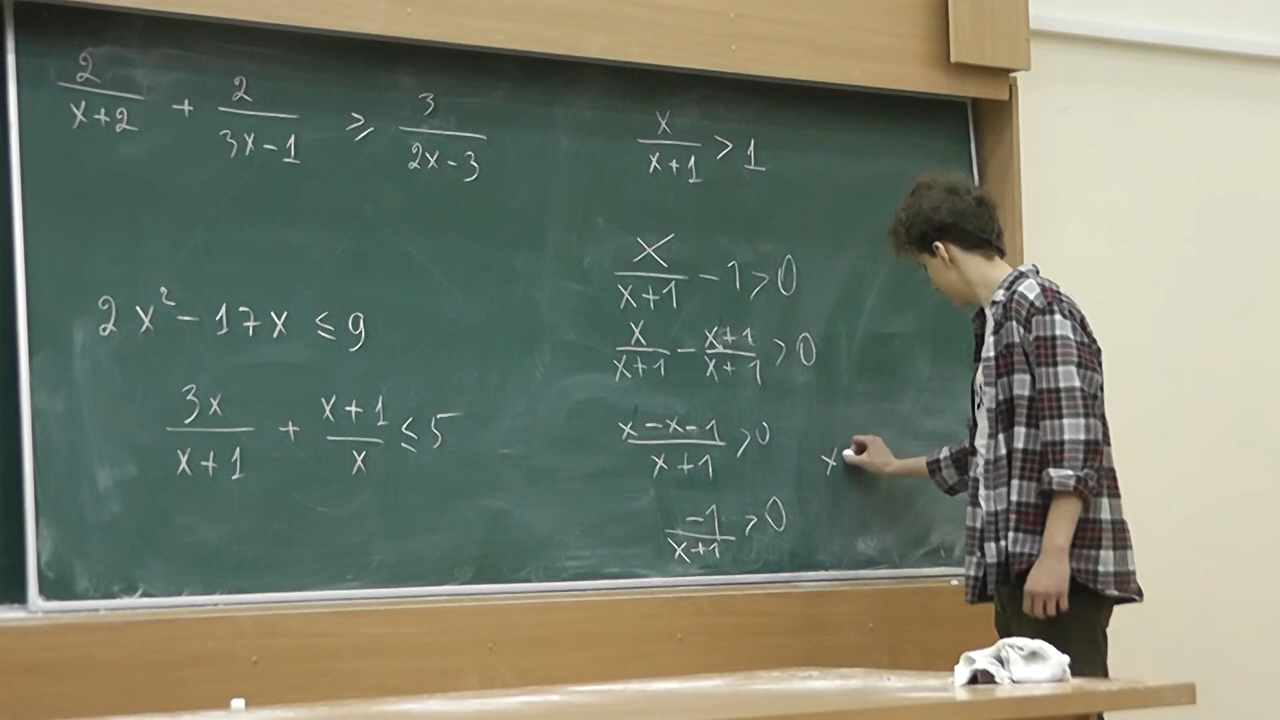 2/(x+2) + 2/(3x-1) ≥ 3/(2x-3)
2x² - 17x ≤ 9
3x/(x+1) + (x+1)/x ≤ 5
x/(x+1) > 1
x/(x+1) - 1 > 0
x/(x+1) - (x+1)/(x+1) > 0
(x-x-1)/(x+1) > 0
-1/(x+1) > 0
x